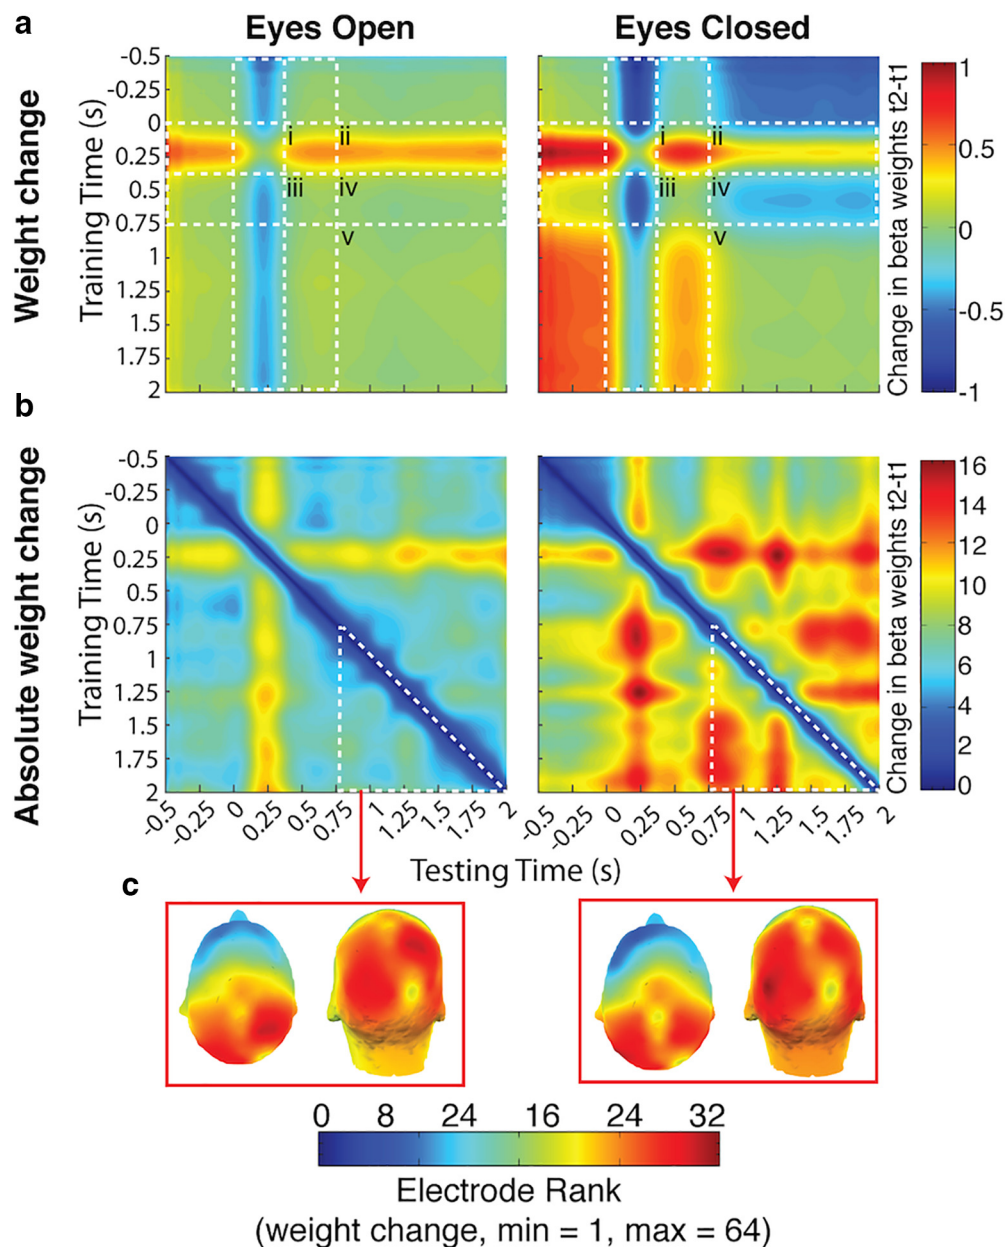 a
Eyes Open
Eyes Closed
Weight change
Training Time (s)
-0.5
-0.25
0
0.25
0.5
0.75
1
1.25
1.5
1.75
2
i
ii
iii
iv
v
i
ii
iii
iv
v
Change in beta weights t2-t1
1
0.5
0
-0.5
-1
b
Absolute weight change
Training Time (s)
-0.5
-0.25
0
0.25
0.5
0.75
1
1.25
1.5
1.75
2
-0.5 -0.25 0 0.25 0.5 0.75 1 1.25 1.5 1.75 2
-0.5 -0.25 0 0.25 0.5 0.75 1 1.25 1.5 1.75 2
Testing Time (s)
Change in beta weights t2-t1
16
14
12
10
8
6
4
2
0
c
0 8 24 16 24 32
Electrode Rank
(weight change, min = 1, max = 64)